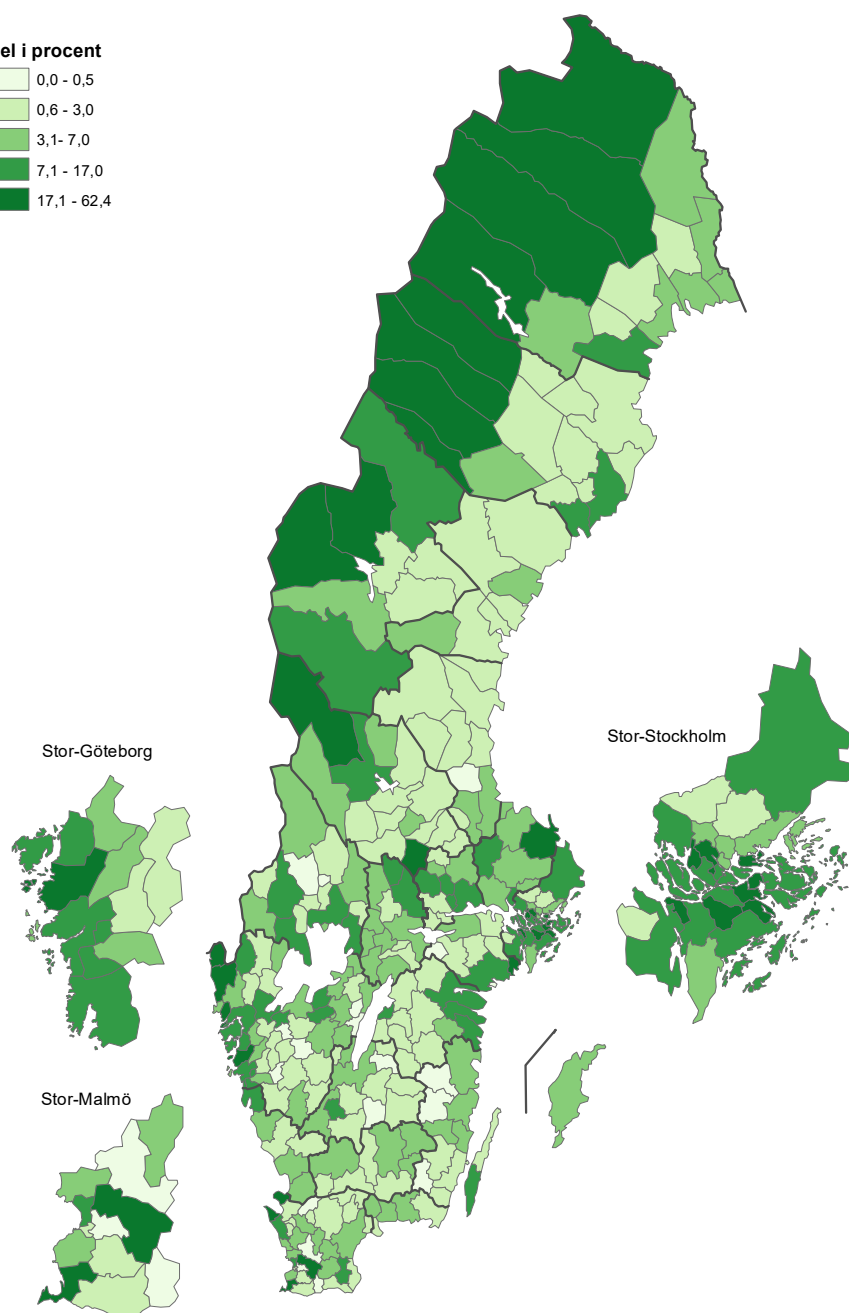 el i procent
0,0 - 0,5
0,6 - 3,0
3,1- 7,0
7,1 - 17,0
17,1 - 62,4
Stor-Stockholm
Stor-Göteborg
Stor-Malmö